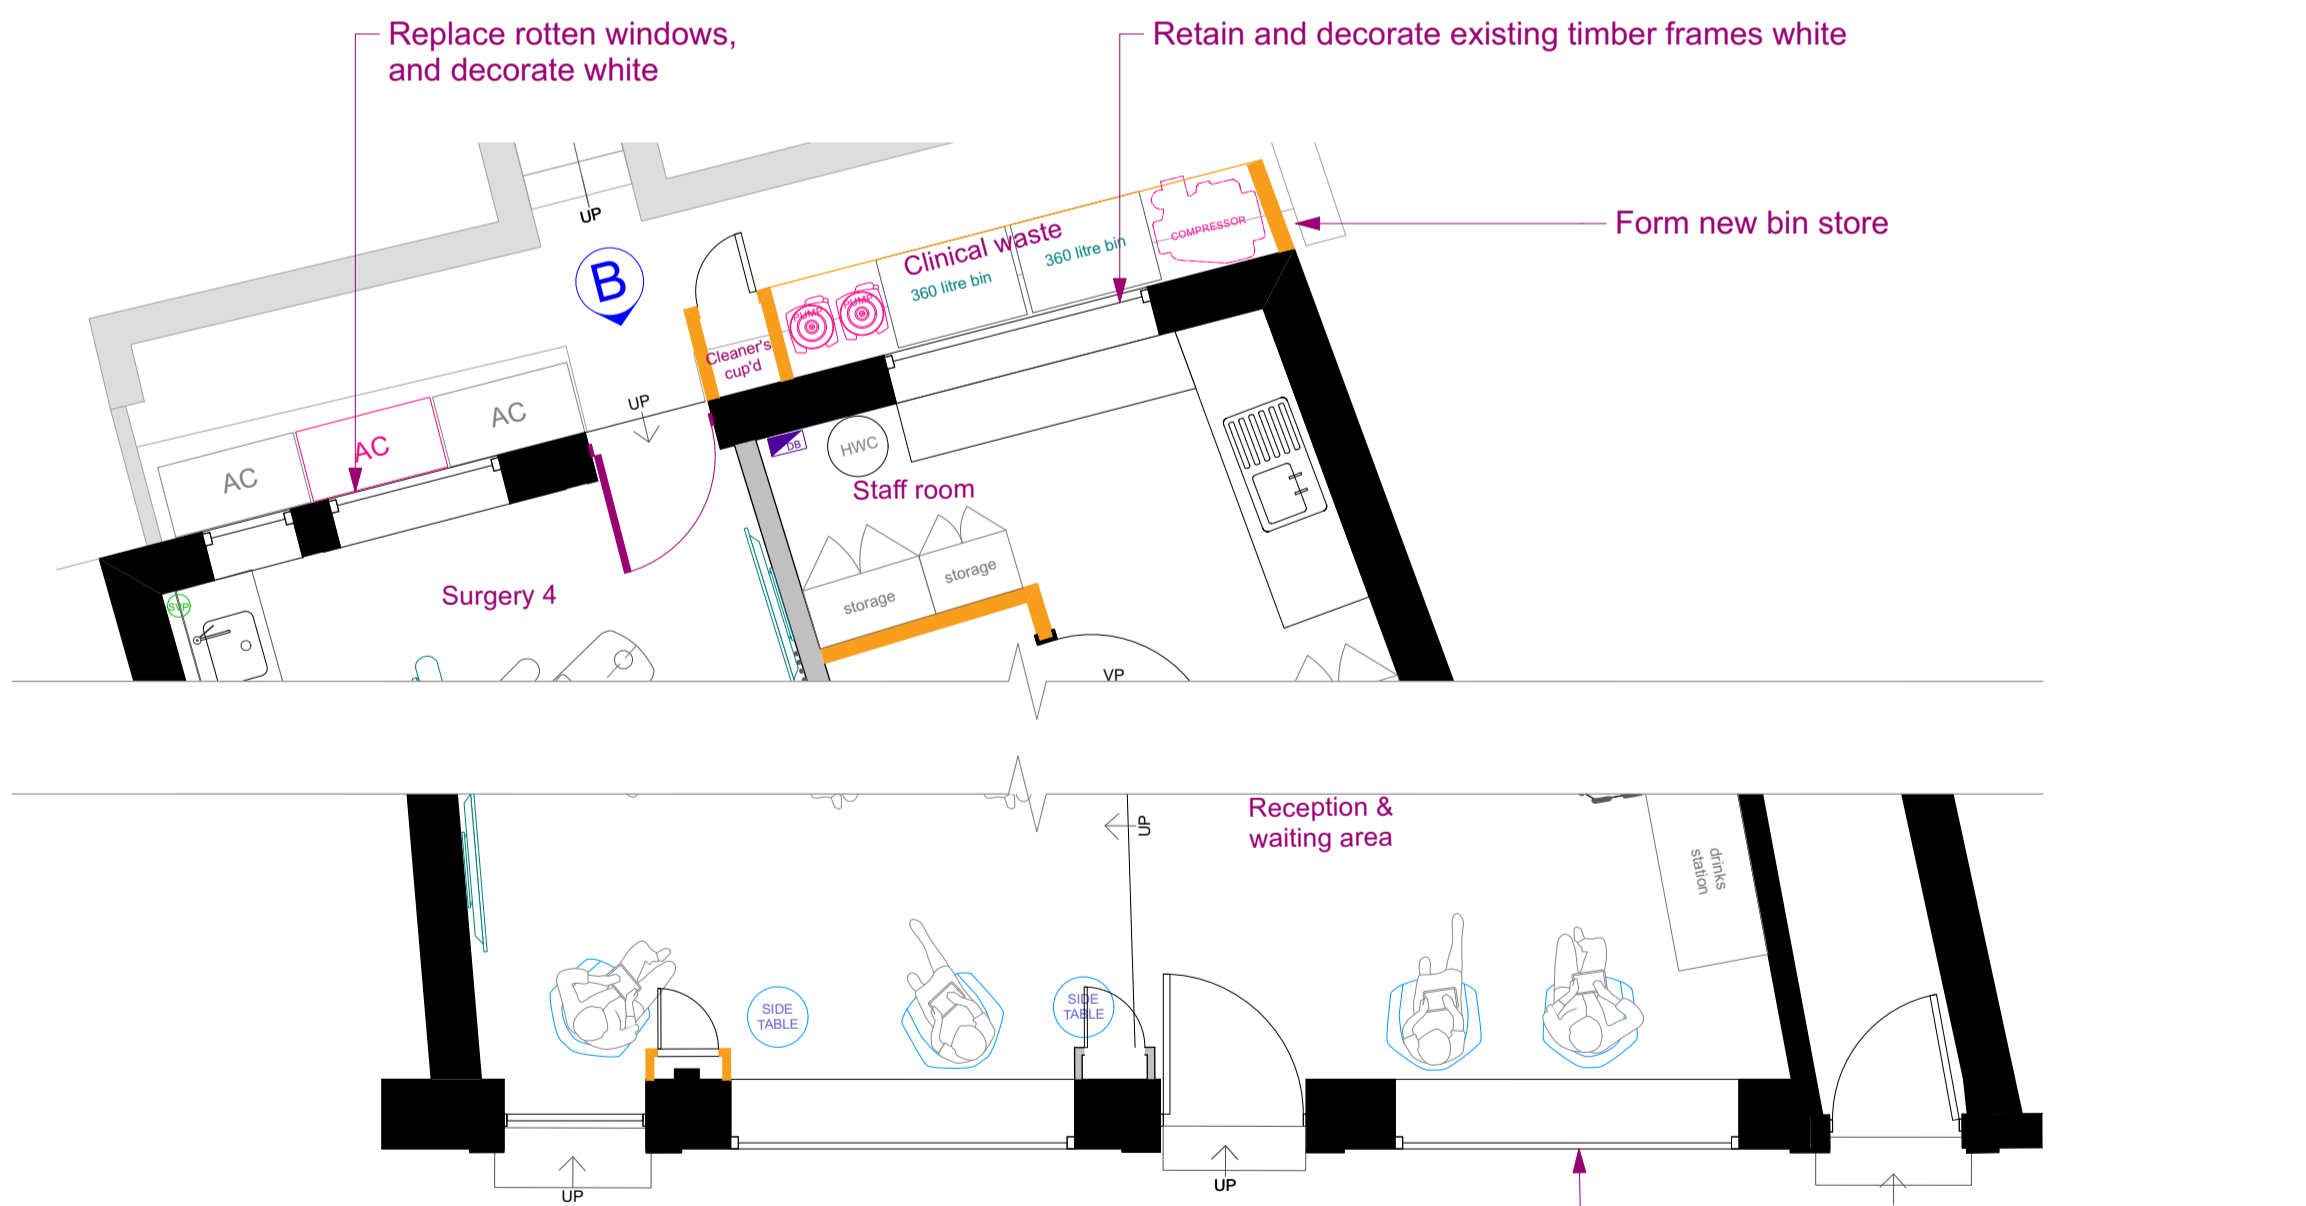 Replace rotten windows,
and decorate white
Retain and decorate existing timber frames white
Form new bin store
UP
B
Clinical waste
360 litre bin
360 litre bin
COMPRESSOR
PUMP
PUMP
Cleaner's
cup'd
UP
AC
AC
AC
DB
HWC
Staff room
storage
storage
Surgery 4
SVP
VP
Reception &
waiting area
UP
drinks
station
SIDE
TABLE
SIDE
TABLE
UP
UP